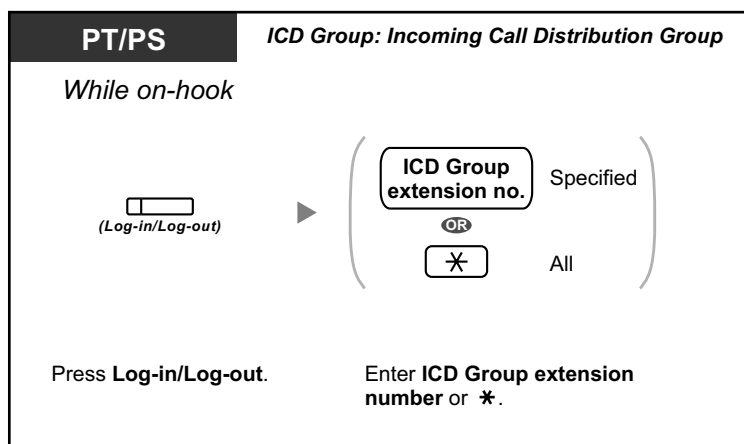 PT/PS
ICD Group: Incoming Call Distribution Group
While on-hook
(Log-in/Log-out)
ICD Group
extension no.
Specified
OR
*
All
Press Log-in/Log-out.
Enter ICD Group extension
number or *.